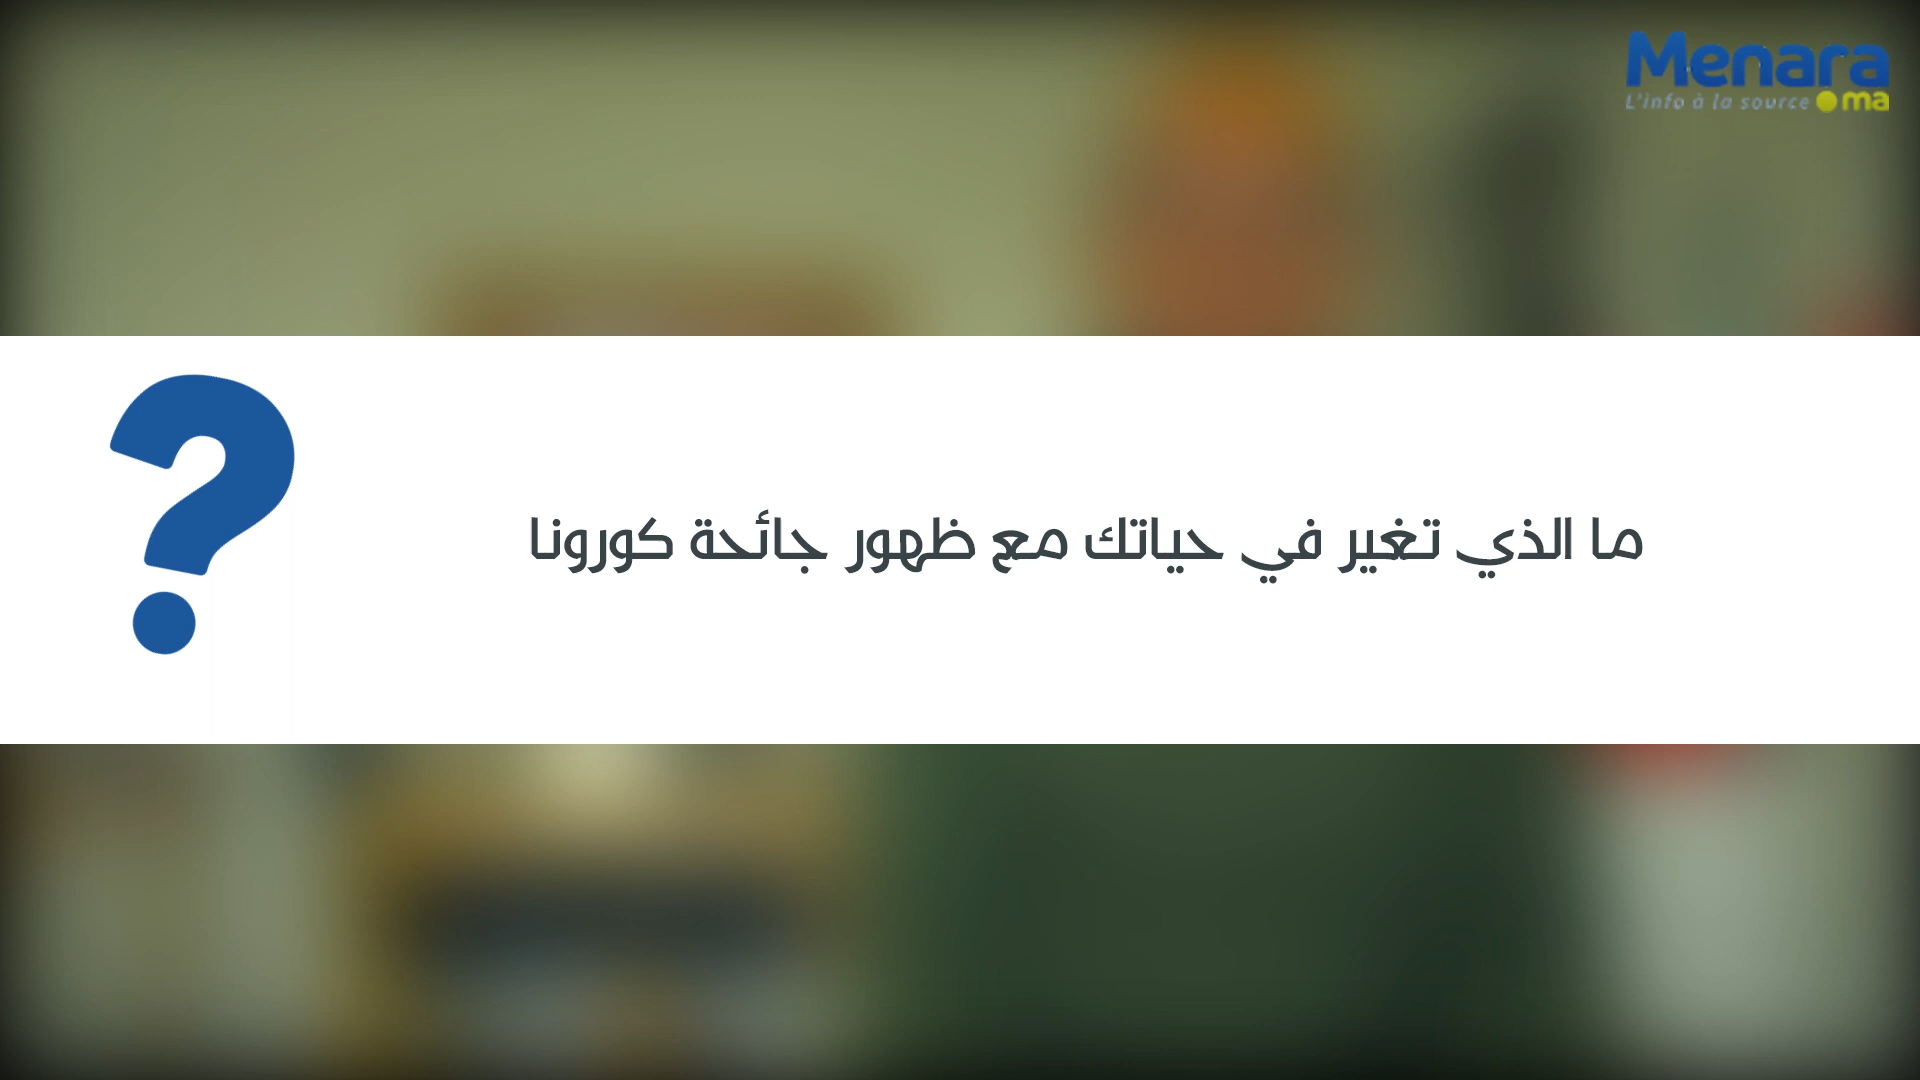 Menara
L'info à la source .ma
ما الذي تغير في حياتك مع ظهور جائحة كورونا
?